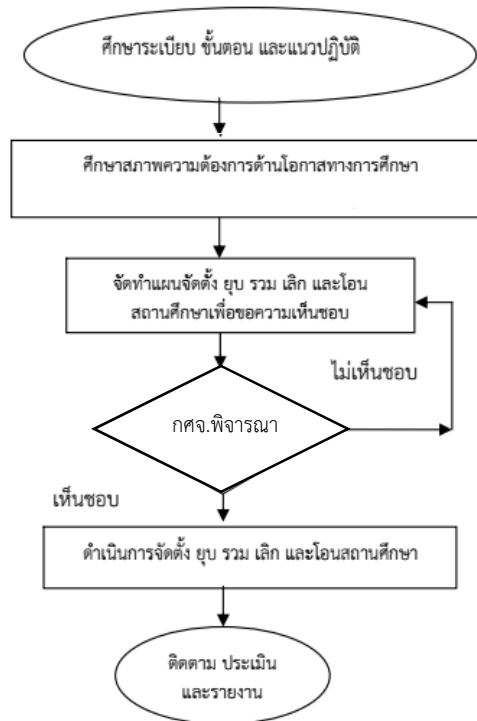 ศึกษาระเบียบ ขั้นตอน และแนวปฏิบัติ
ศึกษาสภาพความต้องการด้านโอกาสทางการศึกษา
จัดทำแผนจัดตั้ง ยุบ รวม เลิก และโอน
สถานศึกษาเพื่อขอความเห็นชอบ
ไม่เห็นชอบ
กศจ.พิจารณา
เห็นชอบ
ดำเนินการจัดตั้ง ยุบ รวม เลิก และโอนสถานศึกษา
ติดตาม ประเมิน
และรายงาน